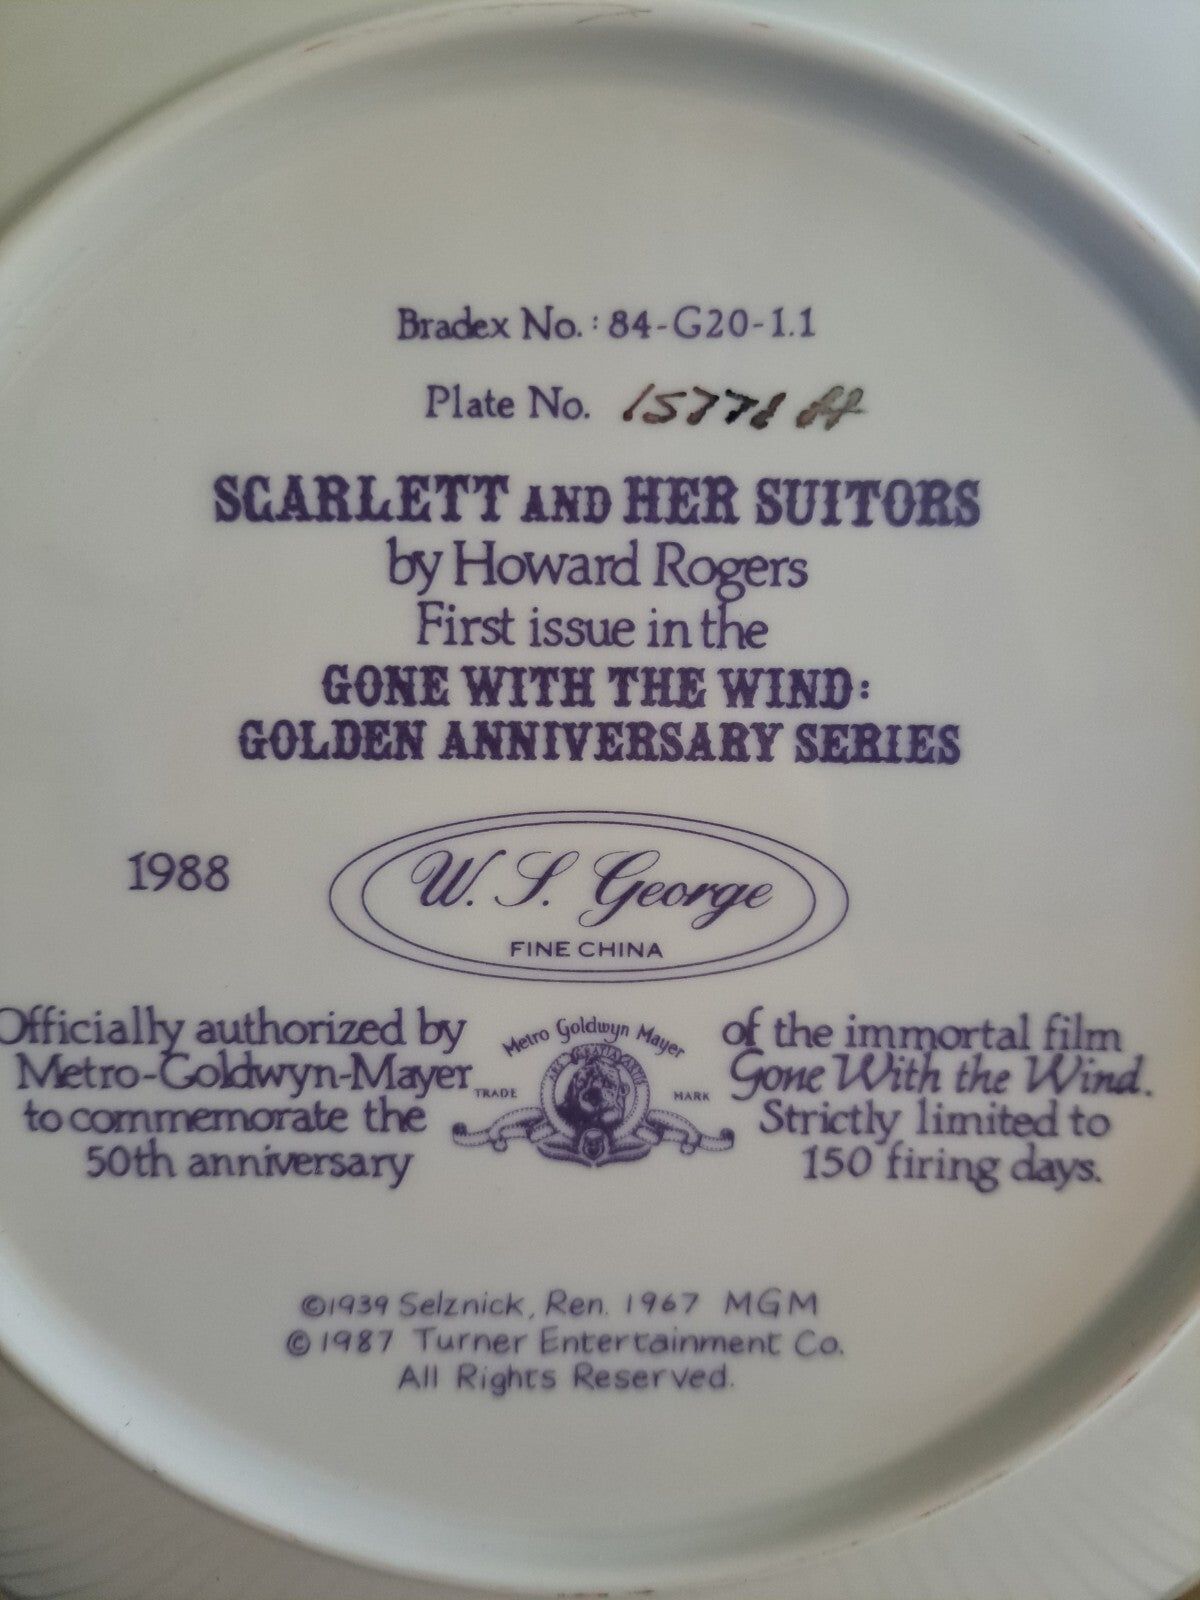 Bradex No.: 84-G20-1.1
Plate No. 15778
SCARLETT AND HER SUITORS
by Howard Rogers
First issue in the
GONE WITH THE WIND:
GOLDEN ANNIVERSARY SERIES
1988
W. S. George
FINE CHINA
Officially authorized by
Metro-Goldwyn-Mayer
to commemorate the
50th anniversary
Metro Goldwyn Mayer
TRADE MARK
of the immortal film
Gone With the Wind.
Strictly limited to
150 firing days.
©1939 Selznick, Ren. 1967 MGM
©1987 Turner Entertainment Co.
All Rights Reserved.